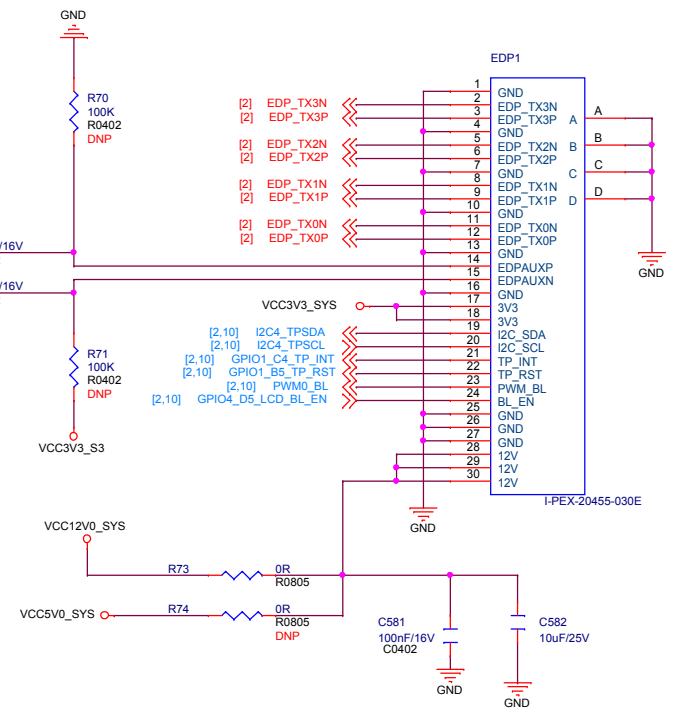 GND
EDP1
R70
100K
R0402
DNP
[2] EDP_TX3N
[2] EDP_TX3P
[2] EDP_TX2N
[2] EDP_TX2P
[2] EDP_TX1N
[2] EDP_TX1P
[2] EDP_TX0N
[2] EDP_TX0P
/16V
/16V
VCC3V3_SYS
[2,10] I2C4_TPSDA
[2,10] I2C4_TPSCL
[2,10] GPIO1_C4_TP_INT
[2,10] GPIO1_B5_TP_RST
[2,10] PWM0_BL
[2,10] GPIO4_D5_LCD_BL_EN
R71
100K
R0402
DNP
VCC3V3_S3
1 GND
2 EDP_TX3N
3 EDP_TX3P
4 GND
5 EDP_TX2N
6 EDP_TX2P
7 GND
8 EDP_TX1N
9 EDP_TX1P
10 GND
11 EDP_TX0N
12 EDP_TX0P
13 GND
14 EDPAUXP
15 EDPAUXN
16 GND
17 3V3
18 3V3
19 I2C_SDA
20 I2C_SCL
21 TP_INT
22 TP_RST
23 PWM_BL
24 BL_EN
25 GND
26 GND
27 GND
28 12V
29 12V
30 12V
A A
B B
C C
D D
GND
I-PEX-20455-030E
GND
VCC12V0_SYS
R73 0R
R0805
VCC5V0_SYS
R74 0R
R0805
DNP
C581
100nF/16V
C0402
GND
C582
10uF/25V
GND